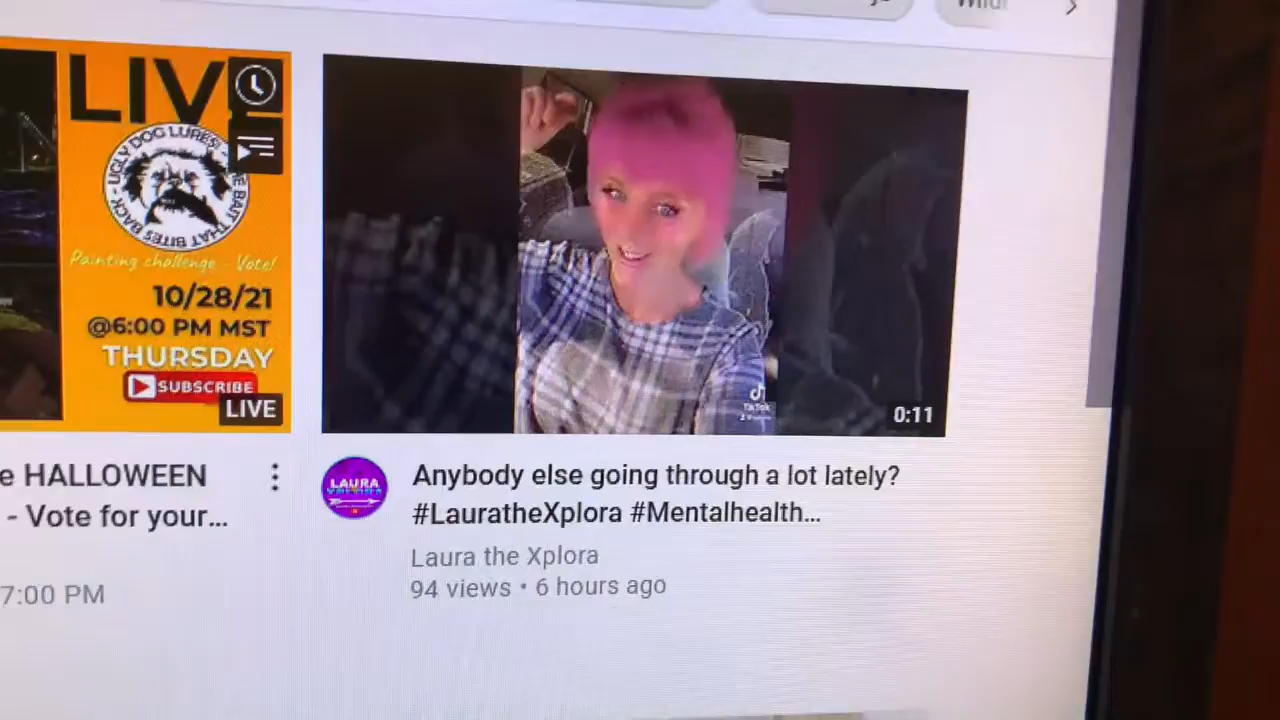 LIV
UGLY DOG LURES
BAIT THAT BITES BACK
Painting challenge - Vote!
10/28/21
@6:00 PM MST
THURSDAY
SUBSCRIBE
LIVE
e HALLOWEEN
- Vote for your...
7:00 PM
TikTok
0:11
LAURA
Anybody else going through a lot lately?
#LauratheXplora #Mentalhealth...
Laura the Xplora
94 views • 6 hours ago